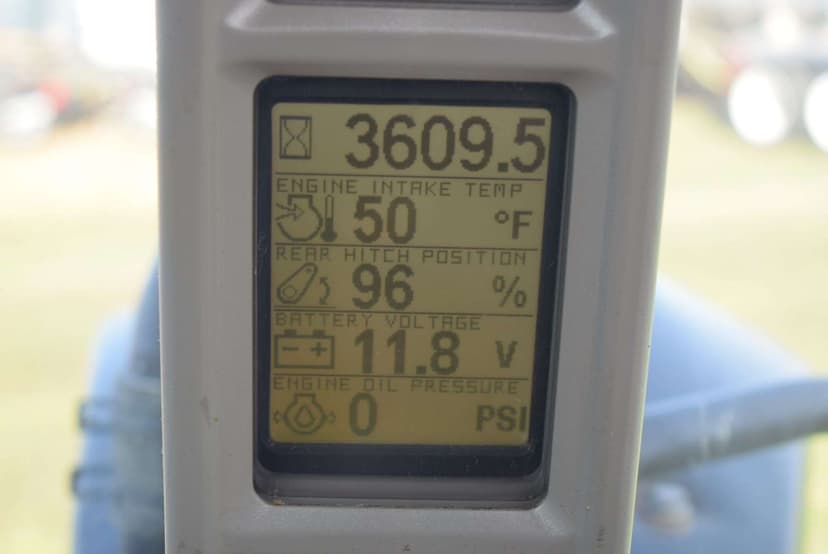 3609.5
ENGINE INTAKE TEMP
50 °F
REAR HITCH POSITION
96 %
BATTERY VOLTAGE
11.8 V
ENGINE OIL PRESSURE
0 PSI